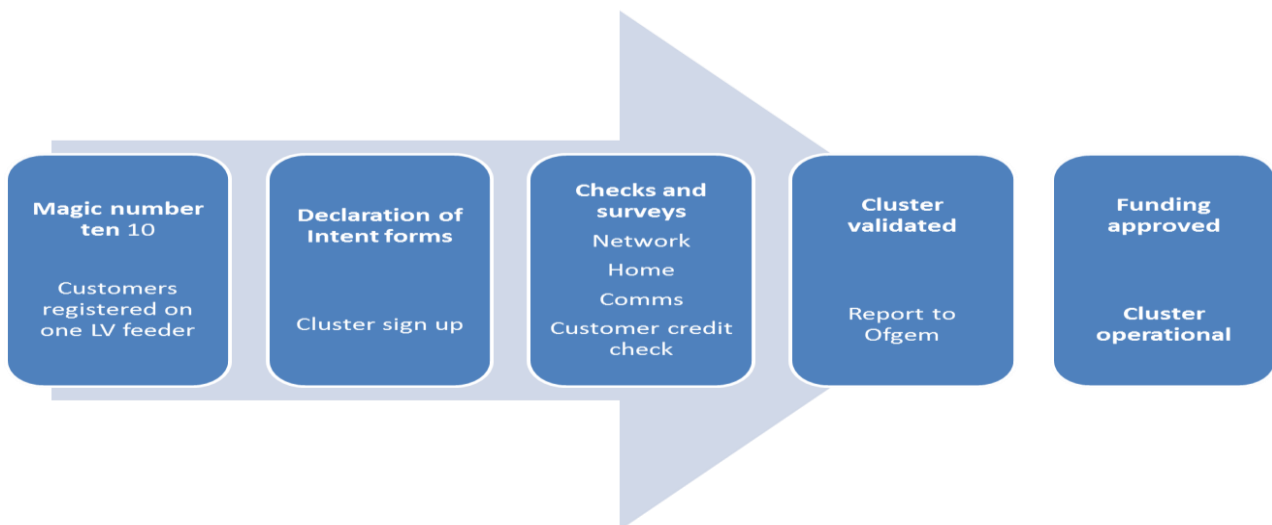 Magic number
ten 10
Customers
registered on
one LV feeder
Declaration of
Intent forms
Cluster sign up
Checks and
surveys
Network
Home
Comms
Customer credit
check
Cluster
validated
Report to
Ofgem
Funding
approved
Cluster
operational